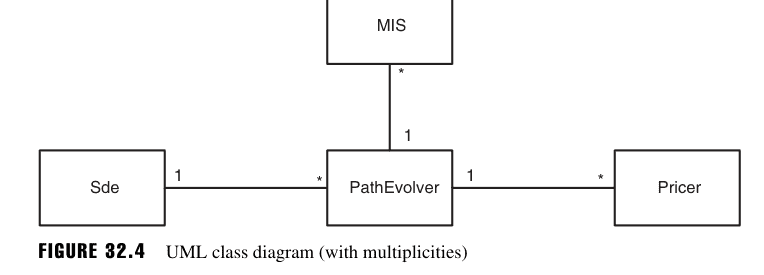 MIS
*
1
Sde
1
*
PathEvolver
1
*
Pricer
FIGURE 32.4 UML class diagram (with multiplicities)